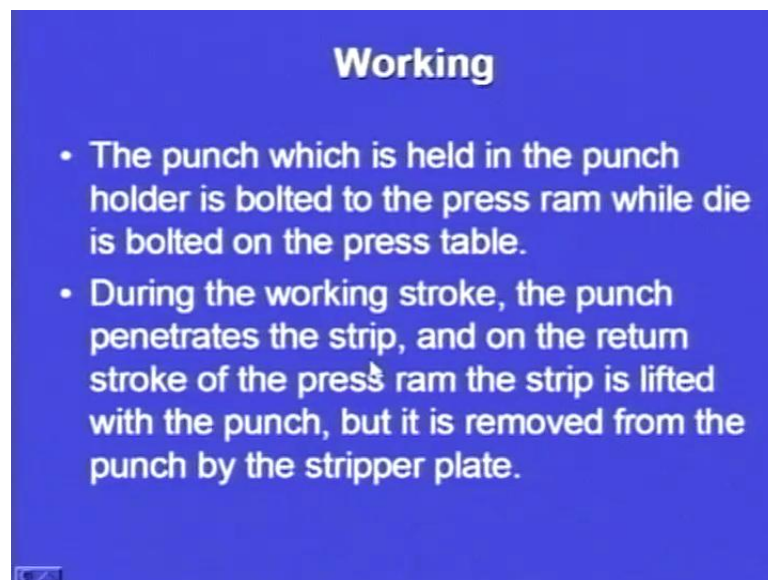 Working
• The punch which is held in the punch
holder is bolted to the press ram while die
is bolted on the press table.
• During the working stroke, the punch
penetrates the strip, and on the return
stroke of the press ram the strip is lifted
with the punch, but it is removed from the
punch by the stripper plate.